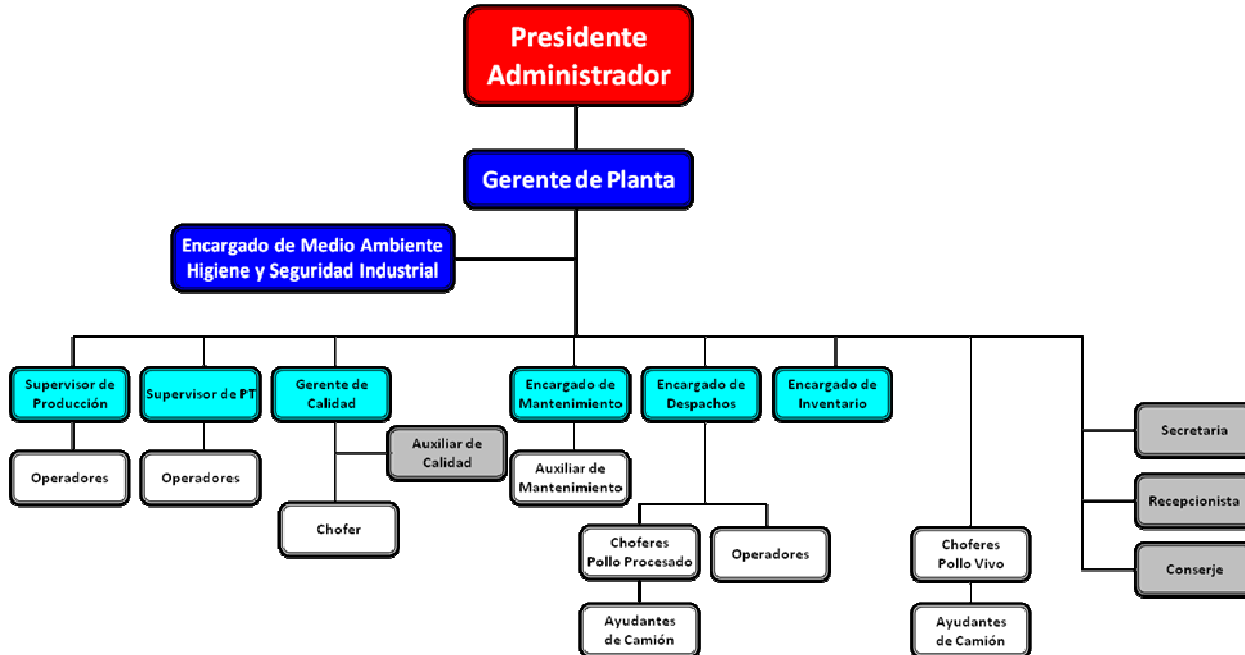 Presidente
Administrador
Gerente de Planta
Encargado de Medio Ambiente
Higiene y Seguridad Industrial
Supervisor de
Producción
Supervisor de PT
Gerente de
Calidad
Encargado de
Mantenimiento
Encargado de
Despachos
Encargado de
Inventario
Secretaria
Auxiliar de
Calidad
Operadores
Operadores
Auxiliar de
Mantenimiento
Recepcionista
Chofer
Choferes
Pollo Procesado
Operadores
Choferes
Pollo Vivo
Conserje
Ayudantes
de Camión
Ayudantes
de Camión